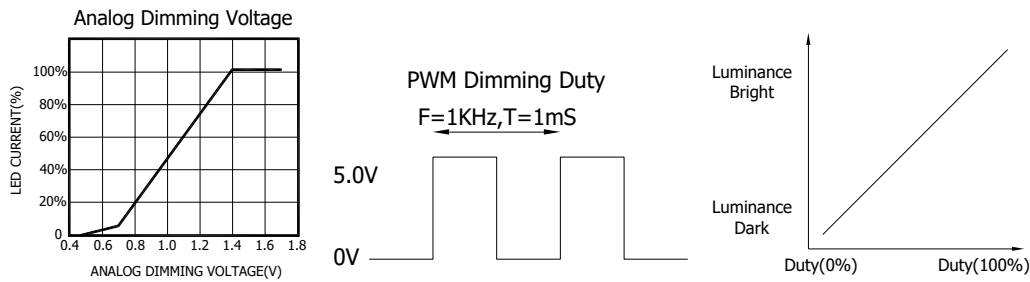 Analog Dimming Voltage
100%
80%
60%
40%
20%
0
LED CURRENT(%)
0.4 0.6 0.8 1.0 1.2 1.4 1.6 1.8
ANALOG DIMMING VOLTAGE(V)
PWM Dimming Duty
F=1KHz,T=1mS
5.0V
0V
Luminance
Bright
Luminance
Dark
Duty(0%) Duty(100%)